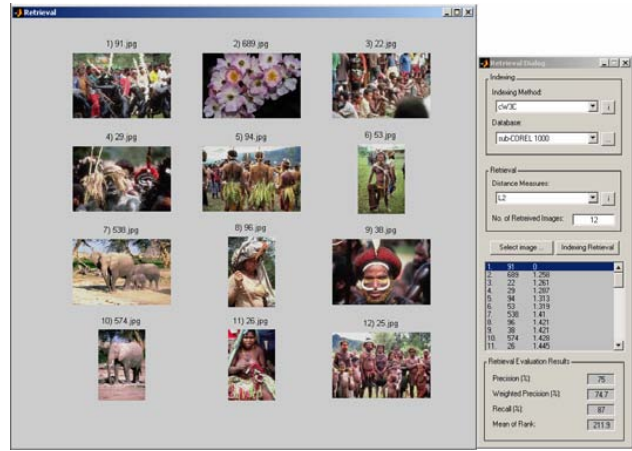 Retrieval
1) 91.jpg
2) 689.jpg
3) 22.jpg
4) 29.jpg
5) 94.jpg
6) 53.jpg
7) 538.jpg
8) 96.jpg
9) 38.jpg
10) 574.jpg
11) 26.jpg
12) 25.jpg
Retrieval Dialog
Indexing
Indexing Method:
cW3E
i
Database:
sub-COREL 1000
...
Retrieval
Distance Measures:
L2
i
No. of Retreived Images:
12
Select image ...
Indexing Retrieval
1. 91 0
2. 689 1.258
3. 22 1.261
4. 29 1.287
5. 94 1.313
6. 53 1.319
7. 538 1.41
8. 96 1.421
9. 38 1.421
10. 574 1.428
11. 26 1.445
Retrieval Evaluation Results
Precision (%):
75
Weighted Precision (%):
74.7
Recall (%):
87
Mean of Rank:
211.9